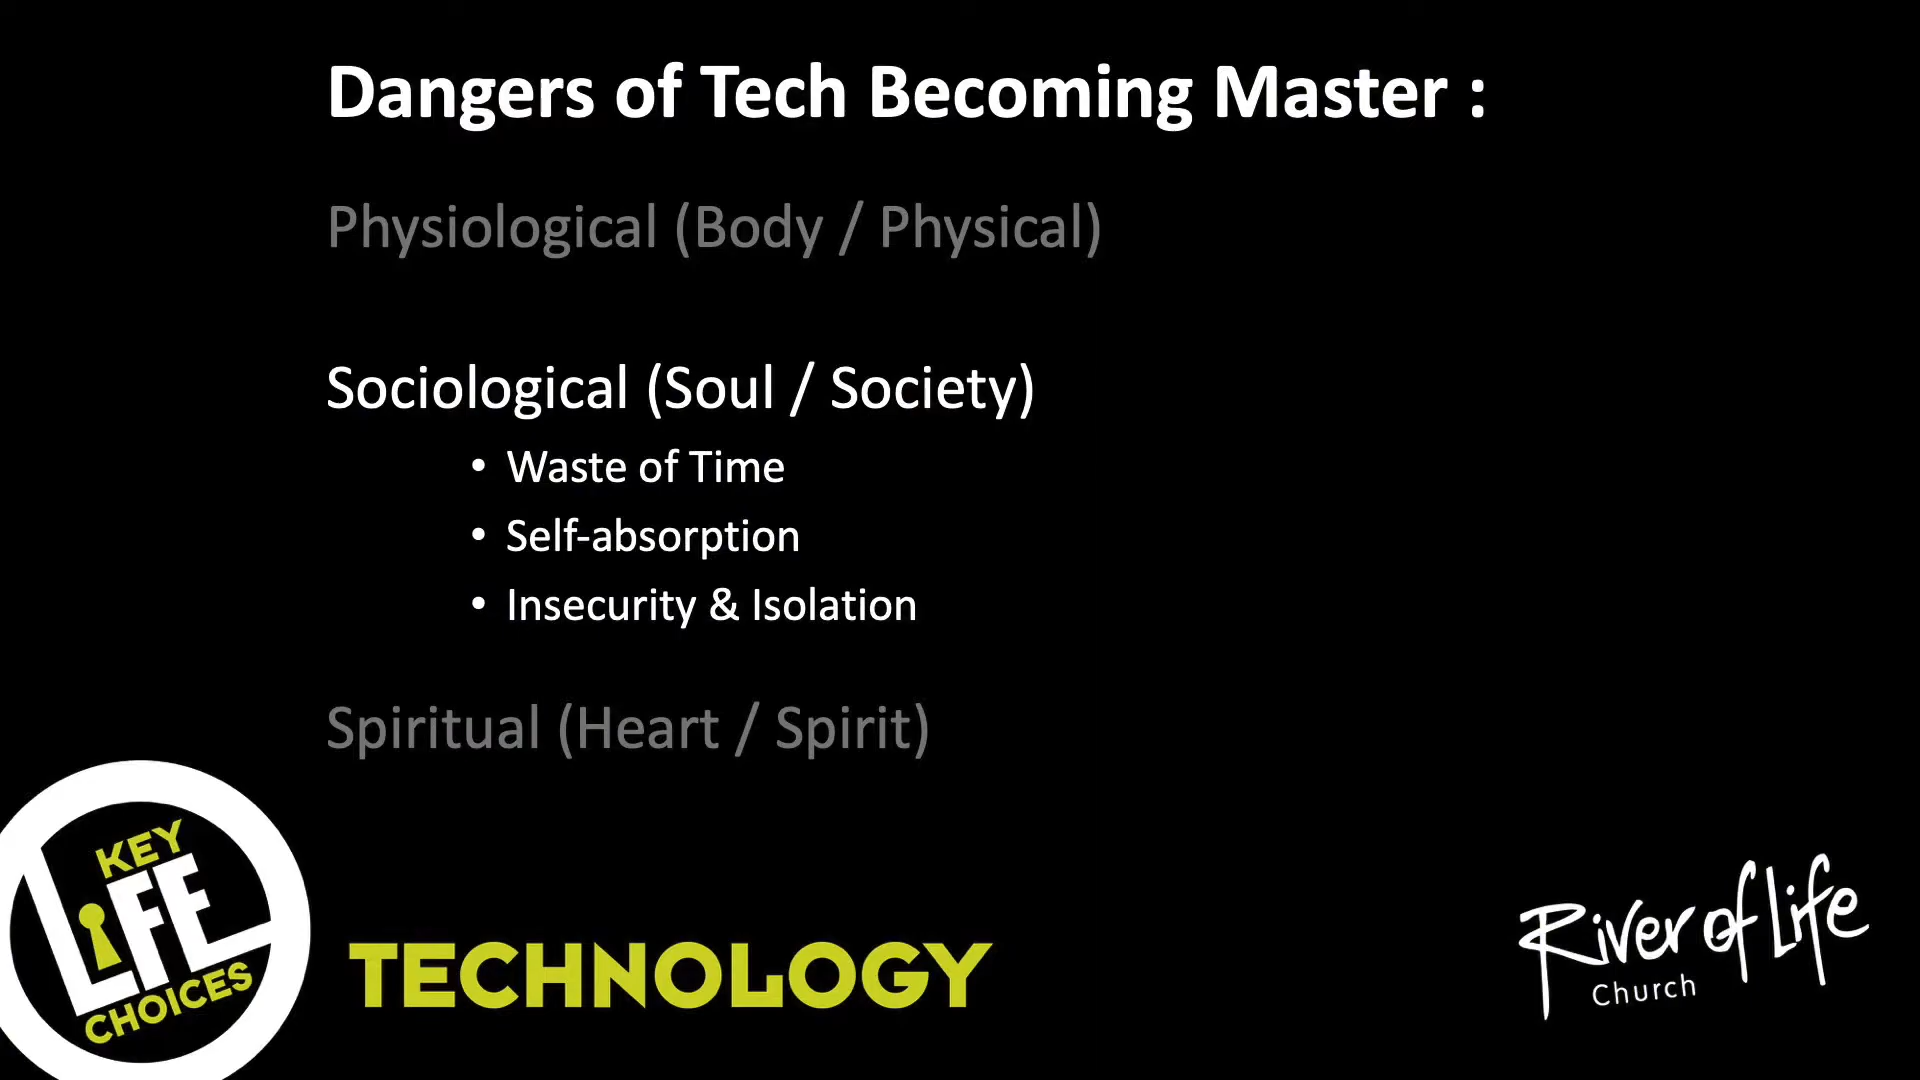 Dangers of Tech Becoming Master :
Physiological (Body / Physical)
Sociological (Soul / Society)
• Waste of Time
• Self-absorption
• Insecurity & Isolation
Spiritual (Heart / Spirit)
KEY
LIFE
CHOICES
TECHNOLOGY
River of Life
Church